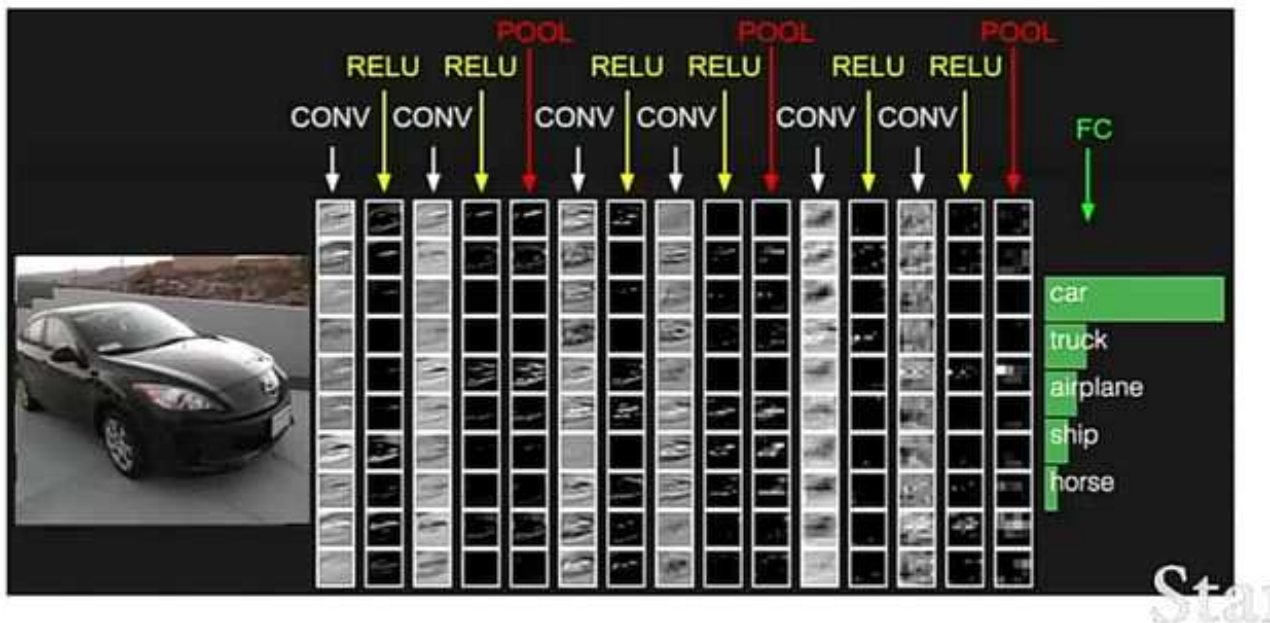 POOL POOL POOL
RELU RELU RELU RELU RELU RELU
CONV CONV CONV CONV CONV CONV
FC
car
truck
airplane
ship
horse